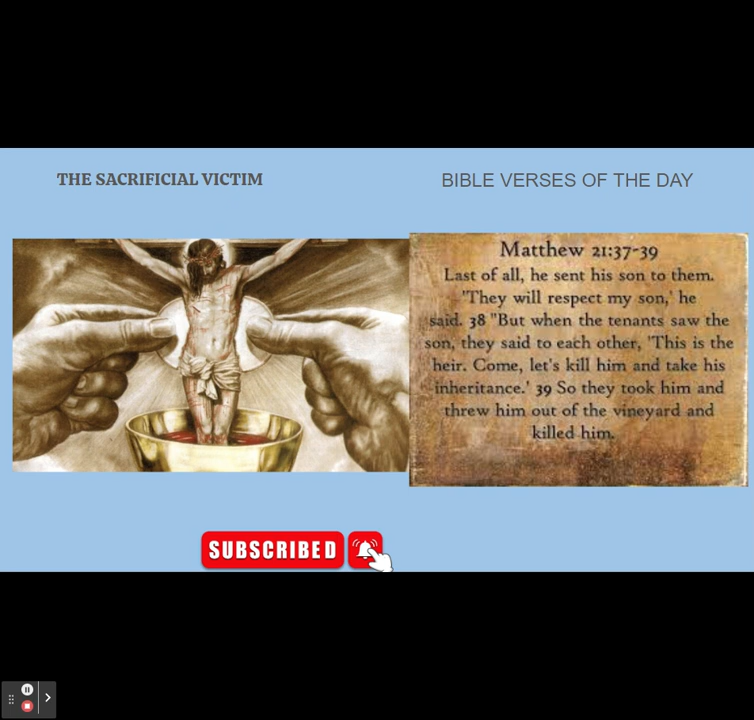 THE SACRIFICIAL VICTIM
BIBLE VERSES OF THE DAY
Matthew 21:37-39
Last of all, he sent his son to them.
'They will respect my son,' he
said. 38 "But when the tenants saw the
son, they said to each other, 'This is the
heir. Come, let's kill him and take his
inheritance.' 39 So they took him and
threw him out of the vineyard and
killed him.
SUBSCRIBED